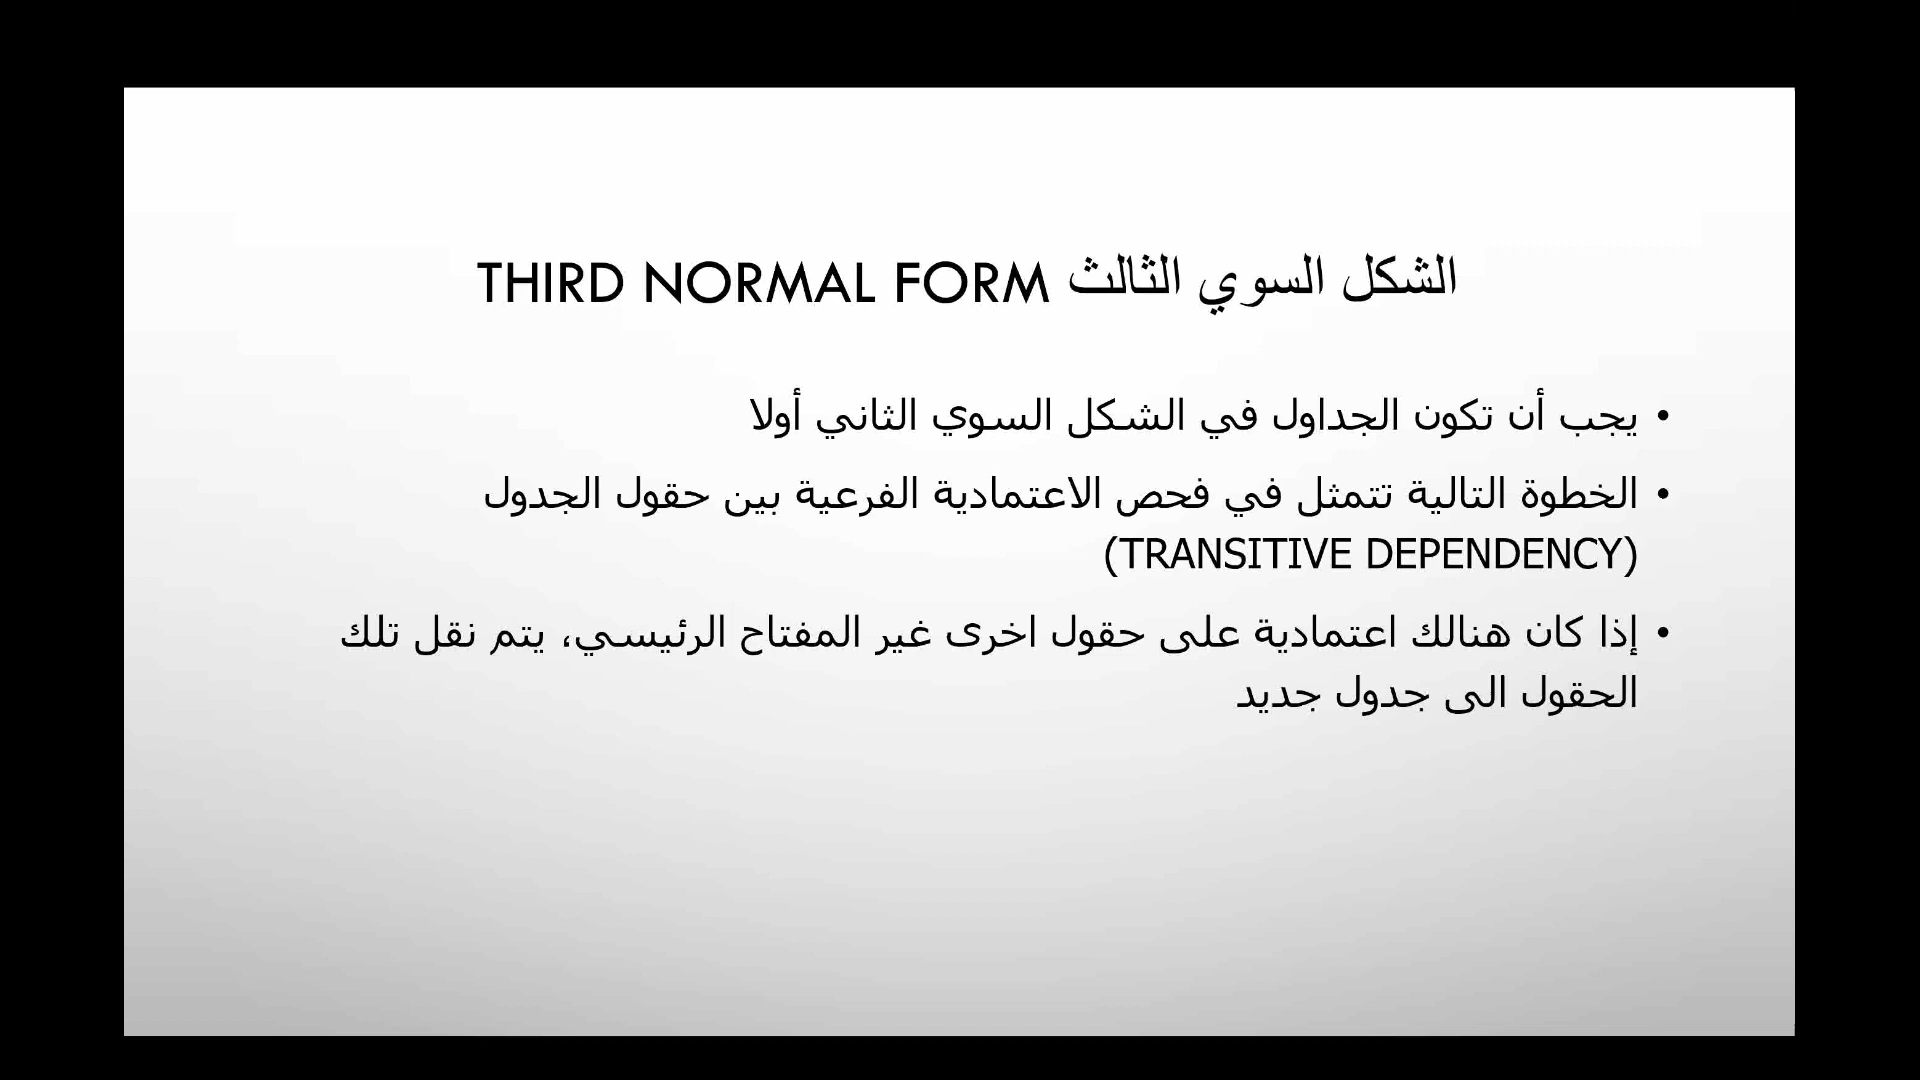 الشكل السوي الثالث THIRD NORMAL FORM
• يجب أن تكون الجداول في الشكل السوي الثاني أولا
• الخطوة التالية تتمثل في فحص الاعتمادية الفرعية بين حقول الجدول
(TRANSITIVE DEPENDENCY)
• إذا كان هنالك اعتمادية على حقول اخرى غير المفتاح الرئيسي، يتم نقل تلك
الحقول الى جدول جديد